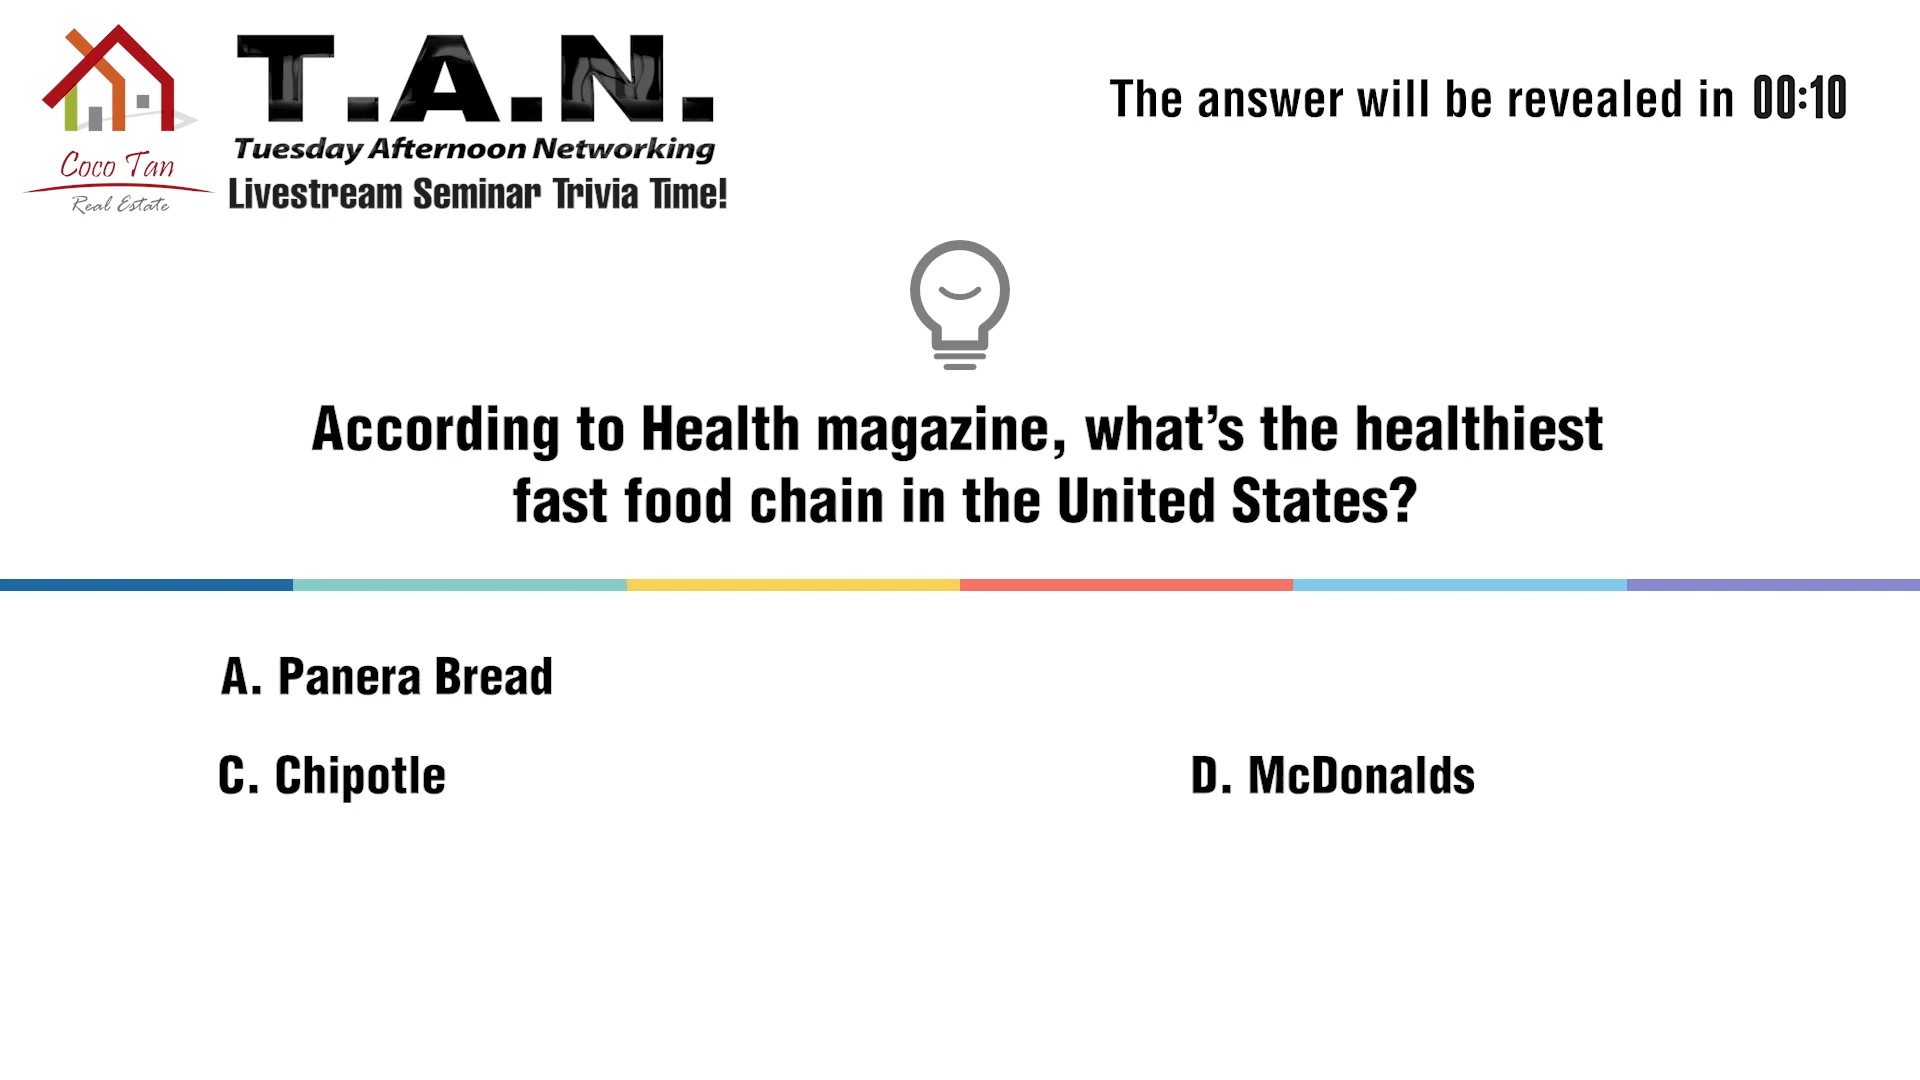 T.A.N.
Tuesday Afternoon Networking
Livestream Seminar Trivia Time!
Coco Tan
Real Estate
The answer will be revealed in 00:10
According to Health magazine, what’s the healthiest
fast food chain in the United States?
A. Panera Bread
C. Chipotle
D. McDonalds